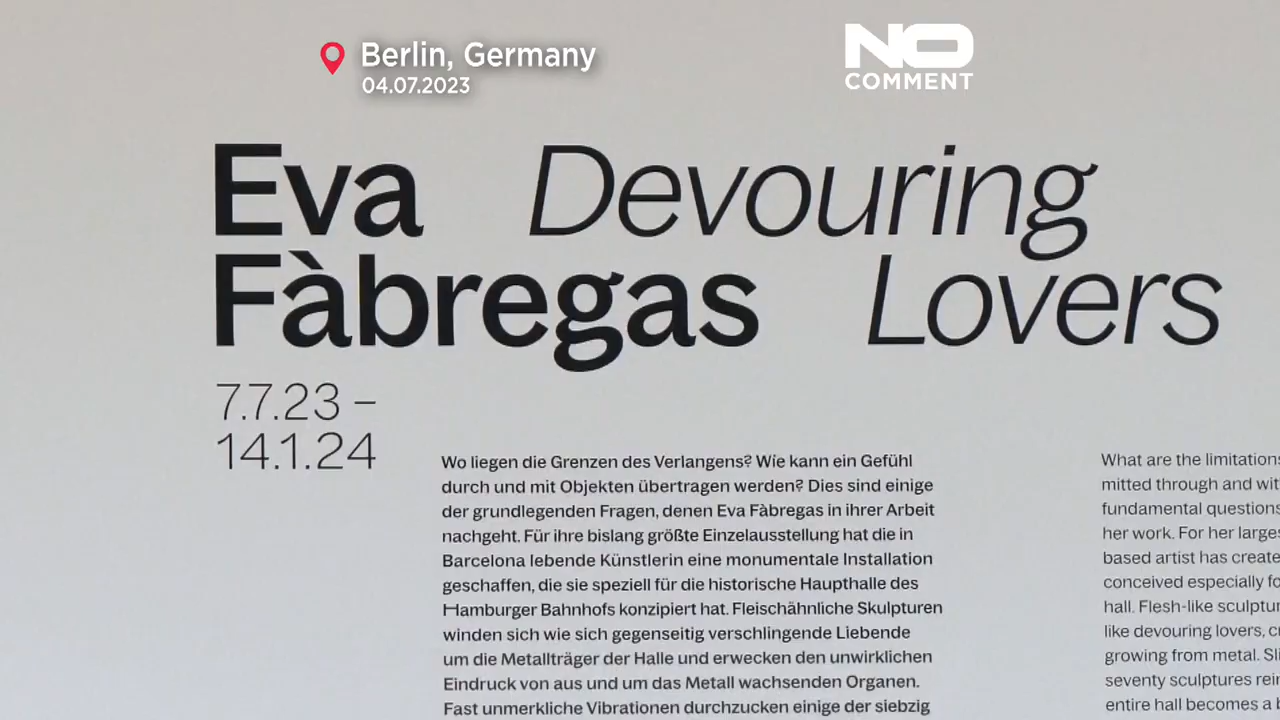 Berlin, Germany
04.07.2023
NO
COMMENT
Eva Devouring
Fàbregas Lovers
7.7.23 –
14.1.24
Wo liegen die Grenzen des Verlangens? Wie kann ein Gefühl
durch und mit Objekten übertragen werden? Dies sind einige
der grundlegenden Fragen, denen Eva Fàbregas in ihrer Arbeit
nachgeht. Für ihre bislang größte Einzelausstellung hat die in
Barcelona lebende Künstlerin eine monumentale Installation
geschaffen, die sie speziell für die historische Haupthalle des
Hamburger Bahnhofs konzipiert hat. Fleischähnliche Skulpturen
winden sich wie sich gegenseitig verschlingende Liebende
um die Metallträger der Halle und erwecken den unwirklichen
Eindruck von aus und um das Metall wachsenden Organen.
Fast unmerkliche Vibrationen durchzucken einige der siebzig
What are the limitations
mitted through and wit
fundamental questions
her work. For her larges
based artist has create
conceived especially fo
hall. Flesh-like sculptur
like devouring lovers, c
growing from metal. Sli
seventy sculptures rei
entire hall becomes a